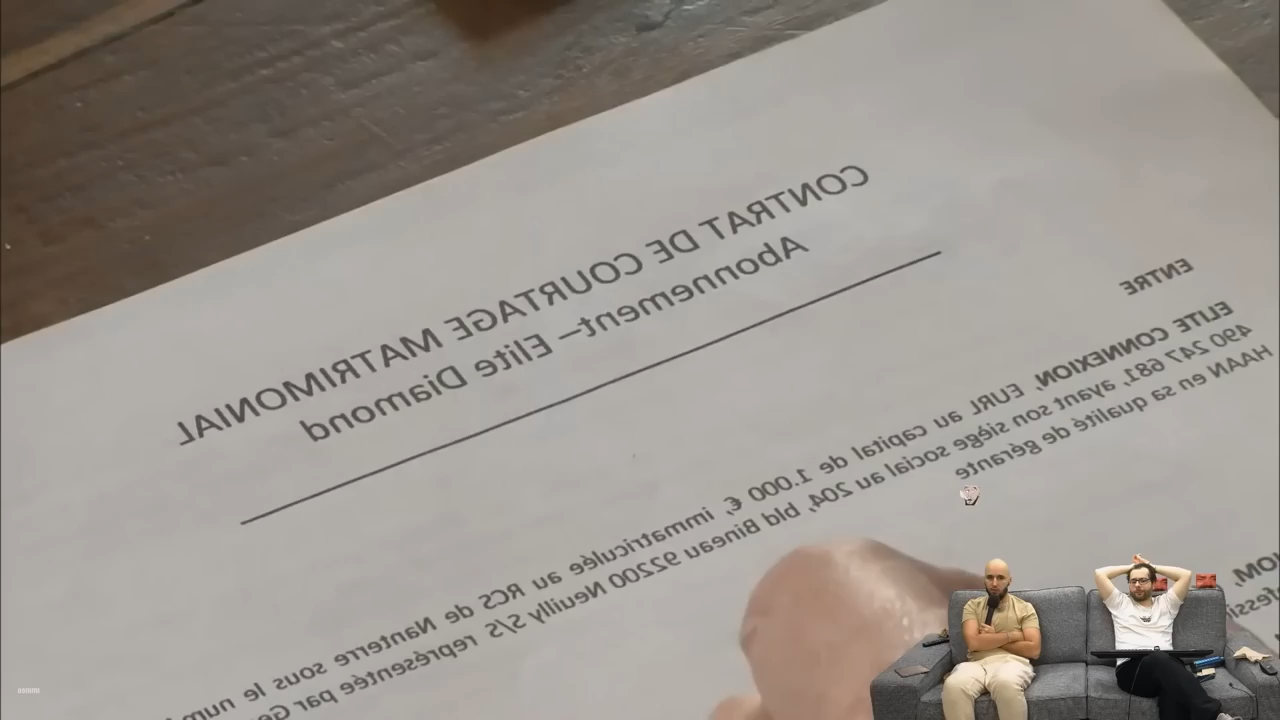 CONTRAT DE COURTAGE MATRIMONIAL
Abonnement – Elite Diamond
ENTRE
ELITE CONNEXION, EURL au capital de 1.000 €, immatriculée au RCS de Nanterre sous le
490 247 681, ayant son siège social au 204, bld Bineau 92200 Neuilly S/S représentée par
HAAN en sa qualité de gérante